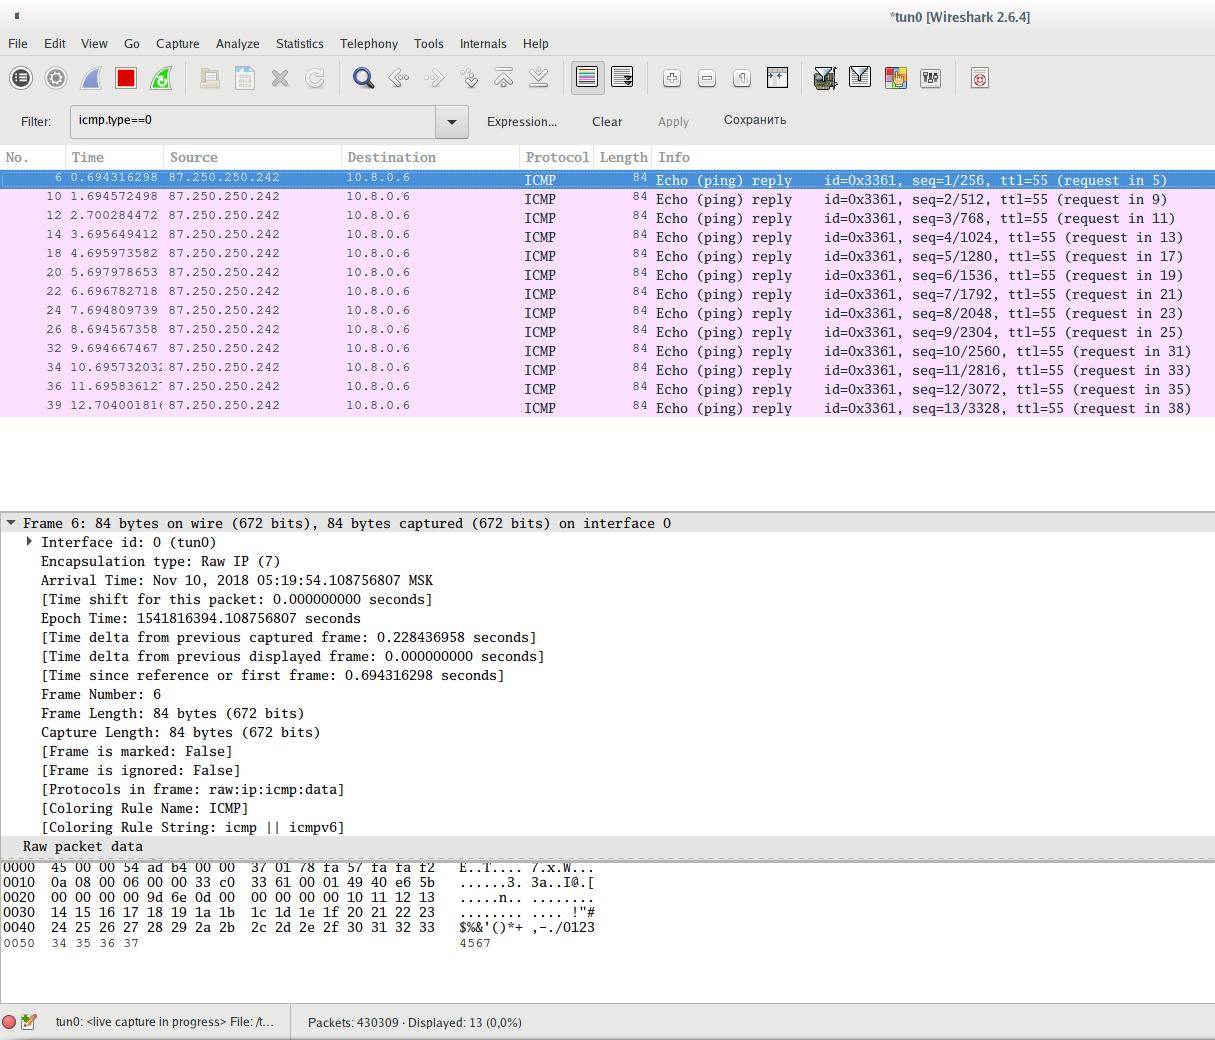 *tun0 [Wireshark 2.6.4]
File Edit View Go Capture Analyze Statistics Telephony Tools Internals Help
Filter: icmp.type==0 Expression... Clear Apply Сохранить
No. Time Source Destination Protocol Length Info
6 0.694316298 87.250.250.242 10.8.0.6 ICMP 84 Echo (ping) reply id=0x3361, seq=1/256, ttl=55 (request in 5)
10 1.694572498 87.250.250.242 10.8.0.6 ICMP 84 Echo (ping) reply id=0x3361, seq=2/512, ttl=55 (request in 9)
12 2.700284472 87.250.250.242 10.8.0.6 ICMP 84 Echo (ping) reply id=0x3361, seq=3/768, ttl=55 (request in 11)
14 3.695649412 87.250.250.242 10.8.0.6 ICMP 84 Echo (ping) reply id=0x3361, seq=4/1024, ttl=55 (request in 13)
18 4.695973582 87.250.250.242 10.8.0.6 ICMP 84 Echo (ping) reply id=0x3361, seq=5/1280, ttl=55 (request in 17)
20 5.697978653 87.250.250.242 10.8.0.6 ICMP 84 Echo (ping) reply id=0x3361, seq=6/1536, ttl=55 (request in 19)
22 6.696782718 87.250.250.242 10.8.0.6 ICMP 84 Echo (ping) reply id=0x3361, seq=7/1792, ttl=55 (request in 21)
24 7.694809739 87.250.250.242 10.8.0.6 ICMP 84 Echo (ping) reply id=0x3361, seq=8/2048, ttl=55 (request in 23)
26 8.694567358 87.250.250.242 10.8.0.6 ICMP 84 Echo (ping) reply id=0x3361, seq=9/2304, ttl=55 (request in 25)
32 9.694667467 87.250.250.242 10.8.0.6 ICMP 84 Echo (ping) reply id=0x3361, seq=10/2560, ttl=55 (request in 31)
34 10.695732032 87.250.250.242 10.8.0.6 ICMP 84 Echo (ping) reply id=0x3361, seq=11/2816, ttl=55 (request in 33)
36 11.695836127 87.250.250.242 10.8.0.6 ICMP 84 Echo (ping) reply id=0x3361, seq=12/3072, ttl=55 (request in 35)
39 12.704001816 87.250.250.242 10.8.0.6 ICMP 84 Echo (ping) reply id=0x3361, seq=13/3328, ttl=55 (request in 38)
Frame 6: 84 bytes on wire (672 bits), 84 bytes captured (672 bits) on interface 0
Interface id: 0 (tun0)
Encapsulation type: Raw IP (7)
Arrival Time: Nov 10, 2018 05:19:54.108756807 MSK
[Time shift for this packet: 0.000000000 seconds]
Epoch Time: 1541816394.108756807 seconds
[Time delta from previous captured frame: 0.228436958 seconds]
[Time delta from previous displayed frame: 0.000000000 seconds]
[Time since reference or first frame: 0.694316298 seconds]
Frame Number: 6
Frame Length: 84 bytes (672 bits)
Capture Length: 84 bytes (672 bits)
[Frame is marked: False]
[Frame is ignored: False]
[Protocols in frame: raw:ip:icmp:data]
[Coloring Rule Name: ICMP]
[Coloring Rule String: icmp || icmpv6]
Raw packet data
0000 45 00 00 54 ad b4 00 00 37 01 78 fa 57 fa fa f2 E..T.... 7.x.W...
0010 0a 08 00 06 00 00 33 c0 33 61 00 01 49 40 e6 5b ......3. 3a..I@.[
0020 00 00 00 00 9d 6e 0d 00 00 00 00 00 10 11 12 13 .....n.. ........
0030 14 15 16 17 18 19 1a 1b 1c 1d 1e 1f 20 21 22 23 ........ .... !"#
0040 24 25 26 27 28 29 2a 2b 2c 2d 2e 2f 30 31 32 33 $%&'()*+ ,-./0123
0050 34 35 36 37 4567
tun0: <live capture in progress> File: /t... Packets: 430309 · Displayed: 13 (0,0%)